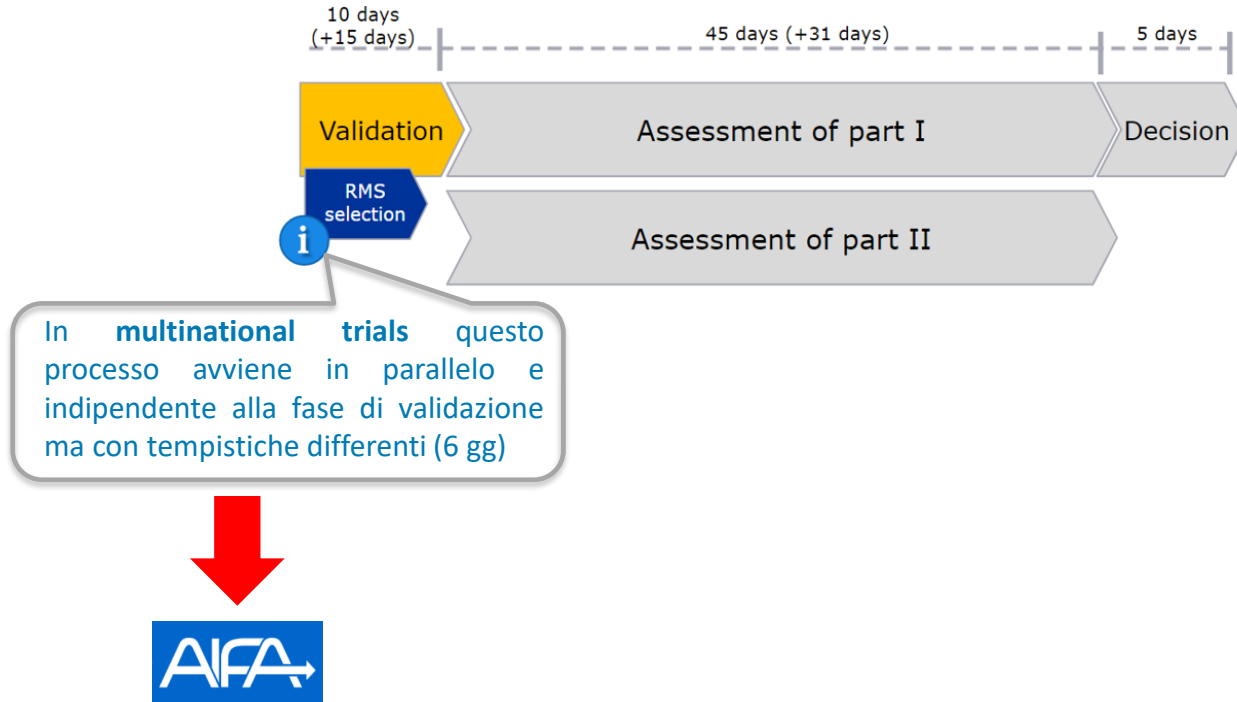 10 days
(+15 days)
45 days (+31 days)
5 days
Validation
Assessment of part I
Decision
RMS
selection
i
Assessment of part II
In multinational trials questo
processo avviene in parallelo e
indipendente alla fase di validazione
ma con tempistiche differenti (6 gg)
AIFA